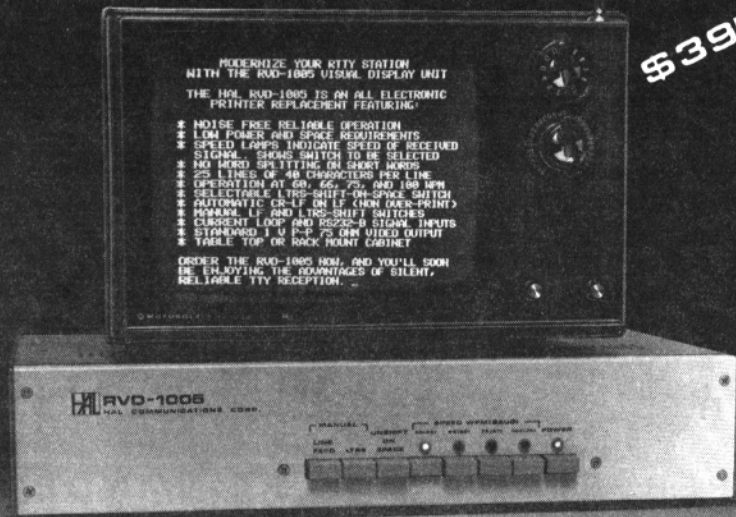 $39
MODERNIZE YOUR RTTY STATION
WITH THE RVD-1005 VISUAL DISPLAY UNIT
THE HAL RVD-1005 IS AN ALL ELECTRONIC
PRINTER REPLACEMENT FEATURING:
* NOISE FREE RELIABLE OPERATION
* LOW POWER AND SPACE REQUIREMENTS
* SPEED LAMPS INDICATE SPEED OF RECEIVED
SIGNAL. SHOWS SWITCH TO BE SELECTED
* NO WORD SPLITTING ON SHORT WORDS
* 25 LINES OF 40 CHARACTERS PER LINE
* OPERATION AT 60, 66, 75, AND 100 WPM
* SELECTABLE LTRS-SHIFT-ON-SPACE SWITCH
* AUTOMATIC CR-LF ON LF (NON OVER-PRINT)
* MANUAL LF AND LTRS-SHIFT SWITCHES
* CURRENT LOOP AND RS232-B SIGNAL INPUTS
* STANDARD 1 V P-P 75 OHM VIDEO OUTPUT
* TABLE TOP OR RACK MOUNT CABINET
ORDER THE RVD-1005 NOW, AND YOU'LL SOON
BE ENJOYING THE ADVANTAGES OF SILENT,
RELIABLE TTY RECEPTION. _
MOTOROLA
HAL RVD-1005
HAL COMMUNICATIONS CORP.
MANUAL
SPEED WPM (BAUD)
LINE FEED
LTRS
UNSHIFT ON SPACE
POWER